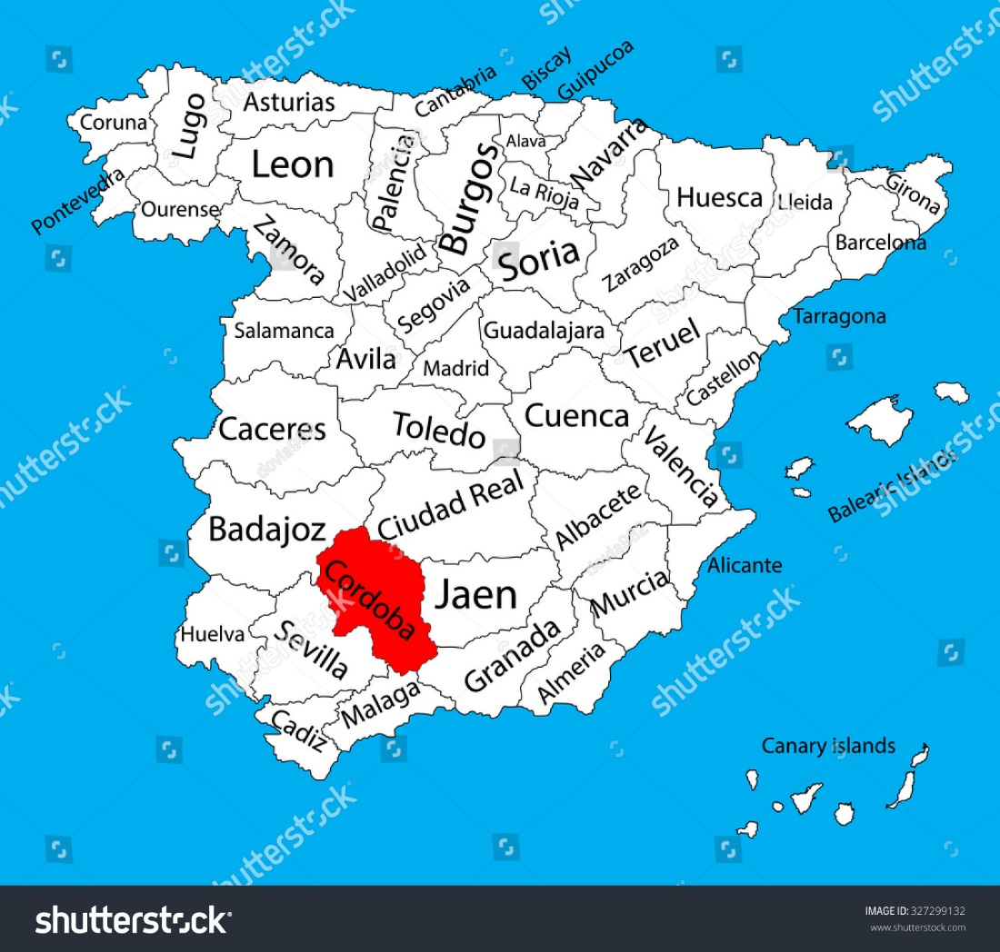 Biscay
Guipucoa
Cantabria
Asturias
Coruna
Lugo
Leon
Palencia
Burgos
Alava
Navarra
La Rioja
Huesca
Lleida
Girona
Pontevedra
Ourense
Zamora
Valladolid
Soria
Zaragoza
Barcelona
Segovia
Salamanca
Avila
Madrid
Guadalajara
Teruel
Tarragona
Castellon
Caceres
Toledo
Cuenca
Valencia
Balearic Islands
Badajoz
Ciudad Real
Albacete
Alicante
Cordoba
Jaen
Murcia
Huelva
Sevilla
Granada
Almeria
Malaga
Cadiz
Canary islands
shutterstock
IMAGE ID: 327299132
www.shutterstock.com